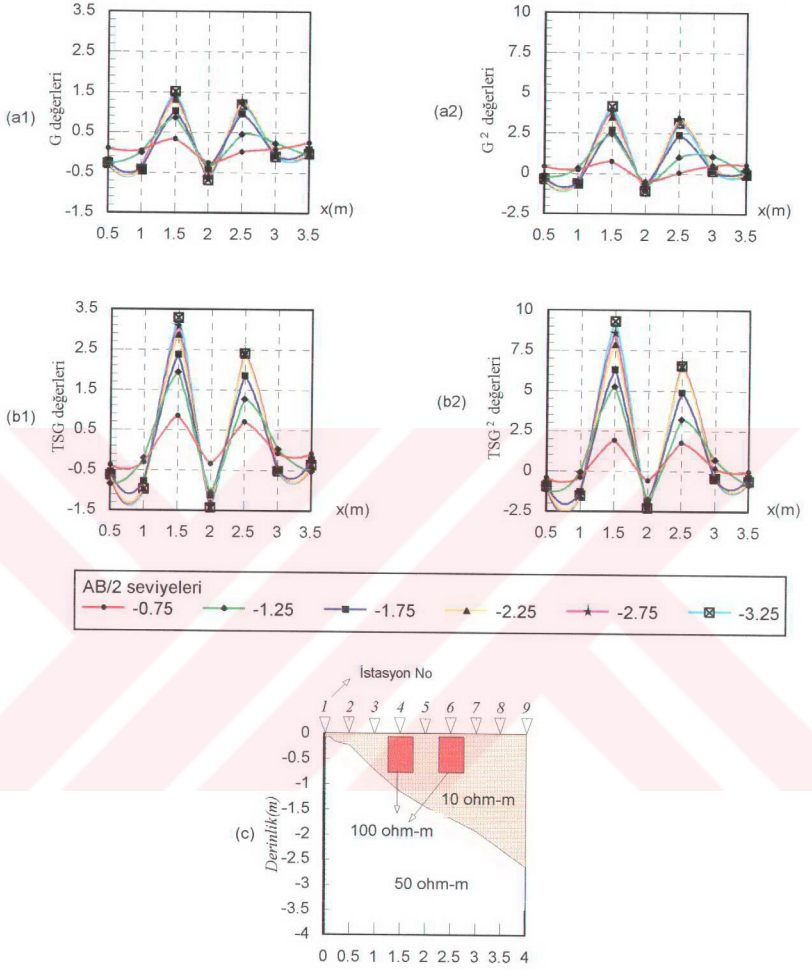 (a1)
G değerleri
3.5
2.5
1.5
0.5
-0.5
-1.5
0.5 1 1.5 2 2.5 3 3.5
x(m)
(a2)
G 2 değerleri
10
7.5
5
2.5
0
-2.5
0.5 1 1.5 2 2.5 3 3.5
x(m)
(b1)
TSG değerleri
3.5
2.5
1.5
0.5
-0.5
-1.5
0.5 1 1.5 2 2.5 3 3.5
x(m)
(b2)
TSG 2 değerleri
10
7.5
5
2.5
0
-2.5
0.5 1 1.5 2 2.5 3 3.5
x(m)
AB/2 seviyeleri
-0.75 -1.25 -1.75 -2.25 -2.75 -3.25
İstasyon No
1 2 3 4 5 6 7 8 9
(c)
Derinlik(m)
0
-0.5
-1
-1.5
-2
-2.5
-3
-3.5
-4
10 ohm-m
100 ohm-m
50 ohm-m
0 0.5 1 1.5 2 2.5 3 3.5 4